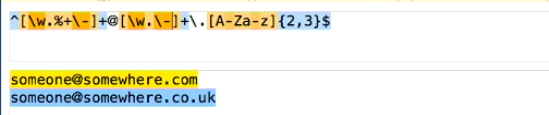 ^[\w.%+\-]+@[\w.\-]+\.[A-Za-z]{2,3}$
someone@somewhere.com
someone@somewhere.co.uk